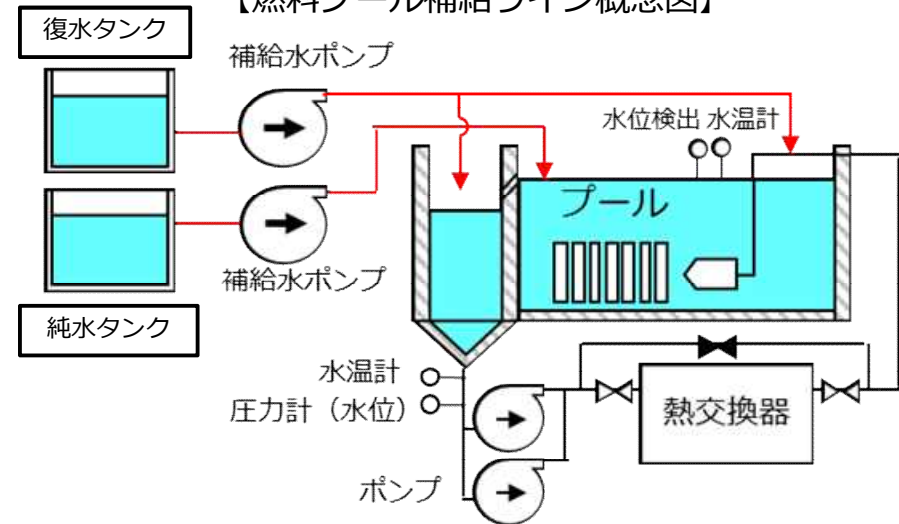 【燃料プール補給ライン概念図】
復水タンク
補給水ポンプ
水位検出 水温計
プール
補給水ポンプ
純水タンク
水温計
圧力計（水位）
熱交換器
ポンプ